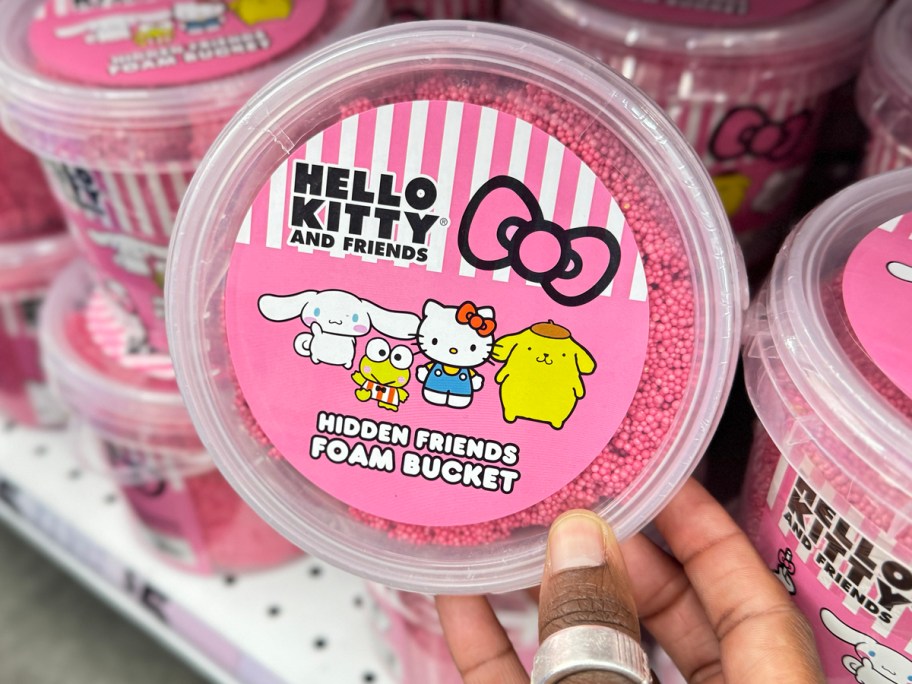 HIDDEN FRIENDS
FOAM BUCKET
HELLO
KITTY®
AND FRIENDS
HIDDEN FRIENDS
FOAM BUCKET
HELLO
KITTY
AND FRIENDS